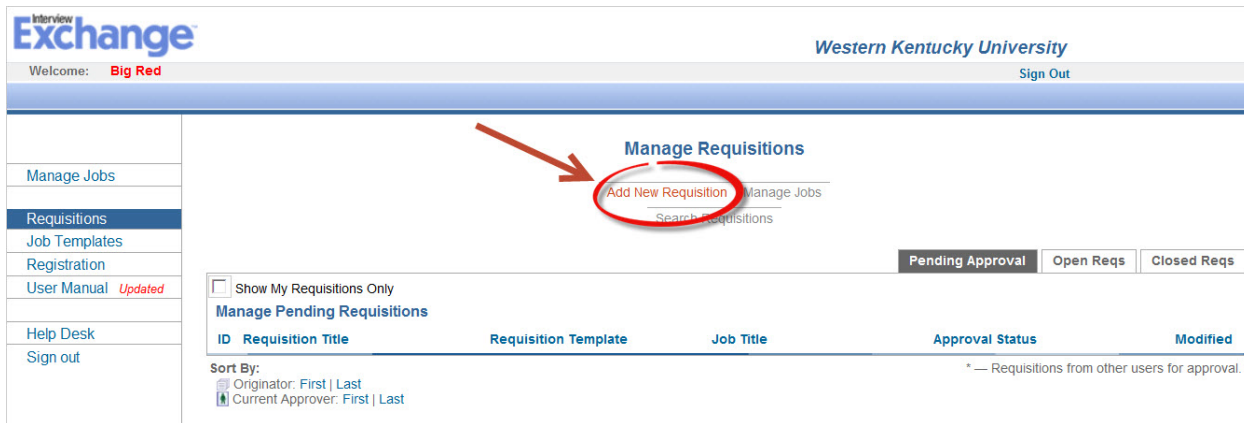 Interview
Exchange
Western Kentucky University
Welcome: Big Red
Sign Out
Manage Requisitions
Manage Jobs
Add New Requisition Manage Jobs
Requisitions
Search Requisitions
Job Templates
Registration
Pending Approval Open Reqs Closed Reqs
User Manual Updated
Show My Requisitions Only
Manage Pending Requisitions
Help Desk
ID Requisition Title Requisition Template Job Title Approval Status Modified
Sign out
Sort By:
* — Requisitions from other users for approval.
Originator: First | Last
Current Approver: First | Last